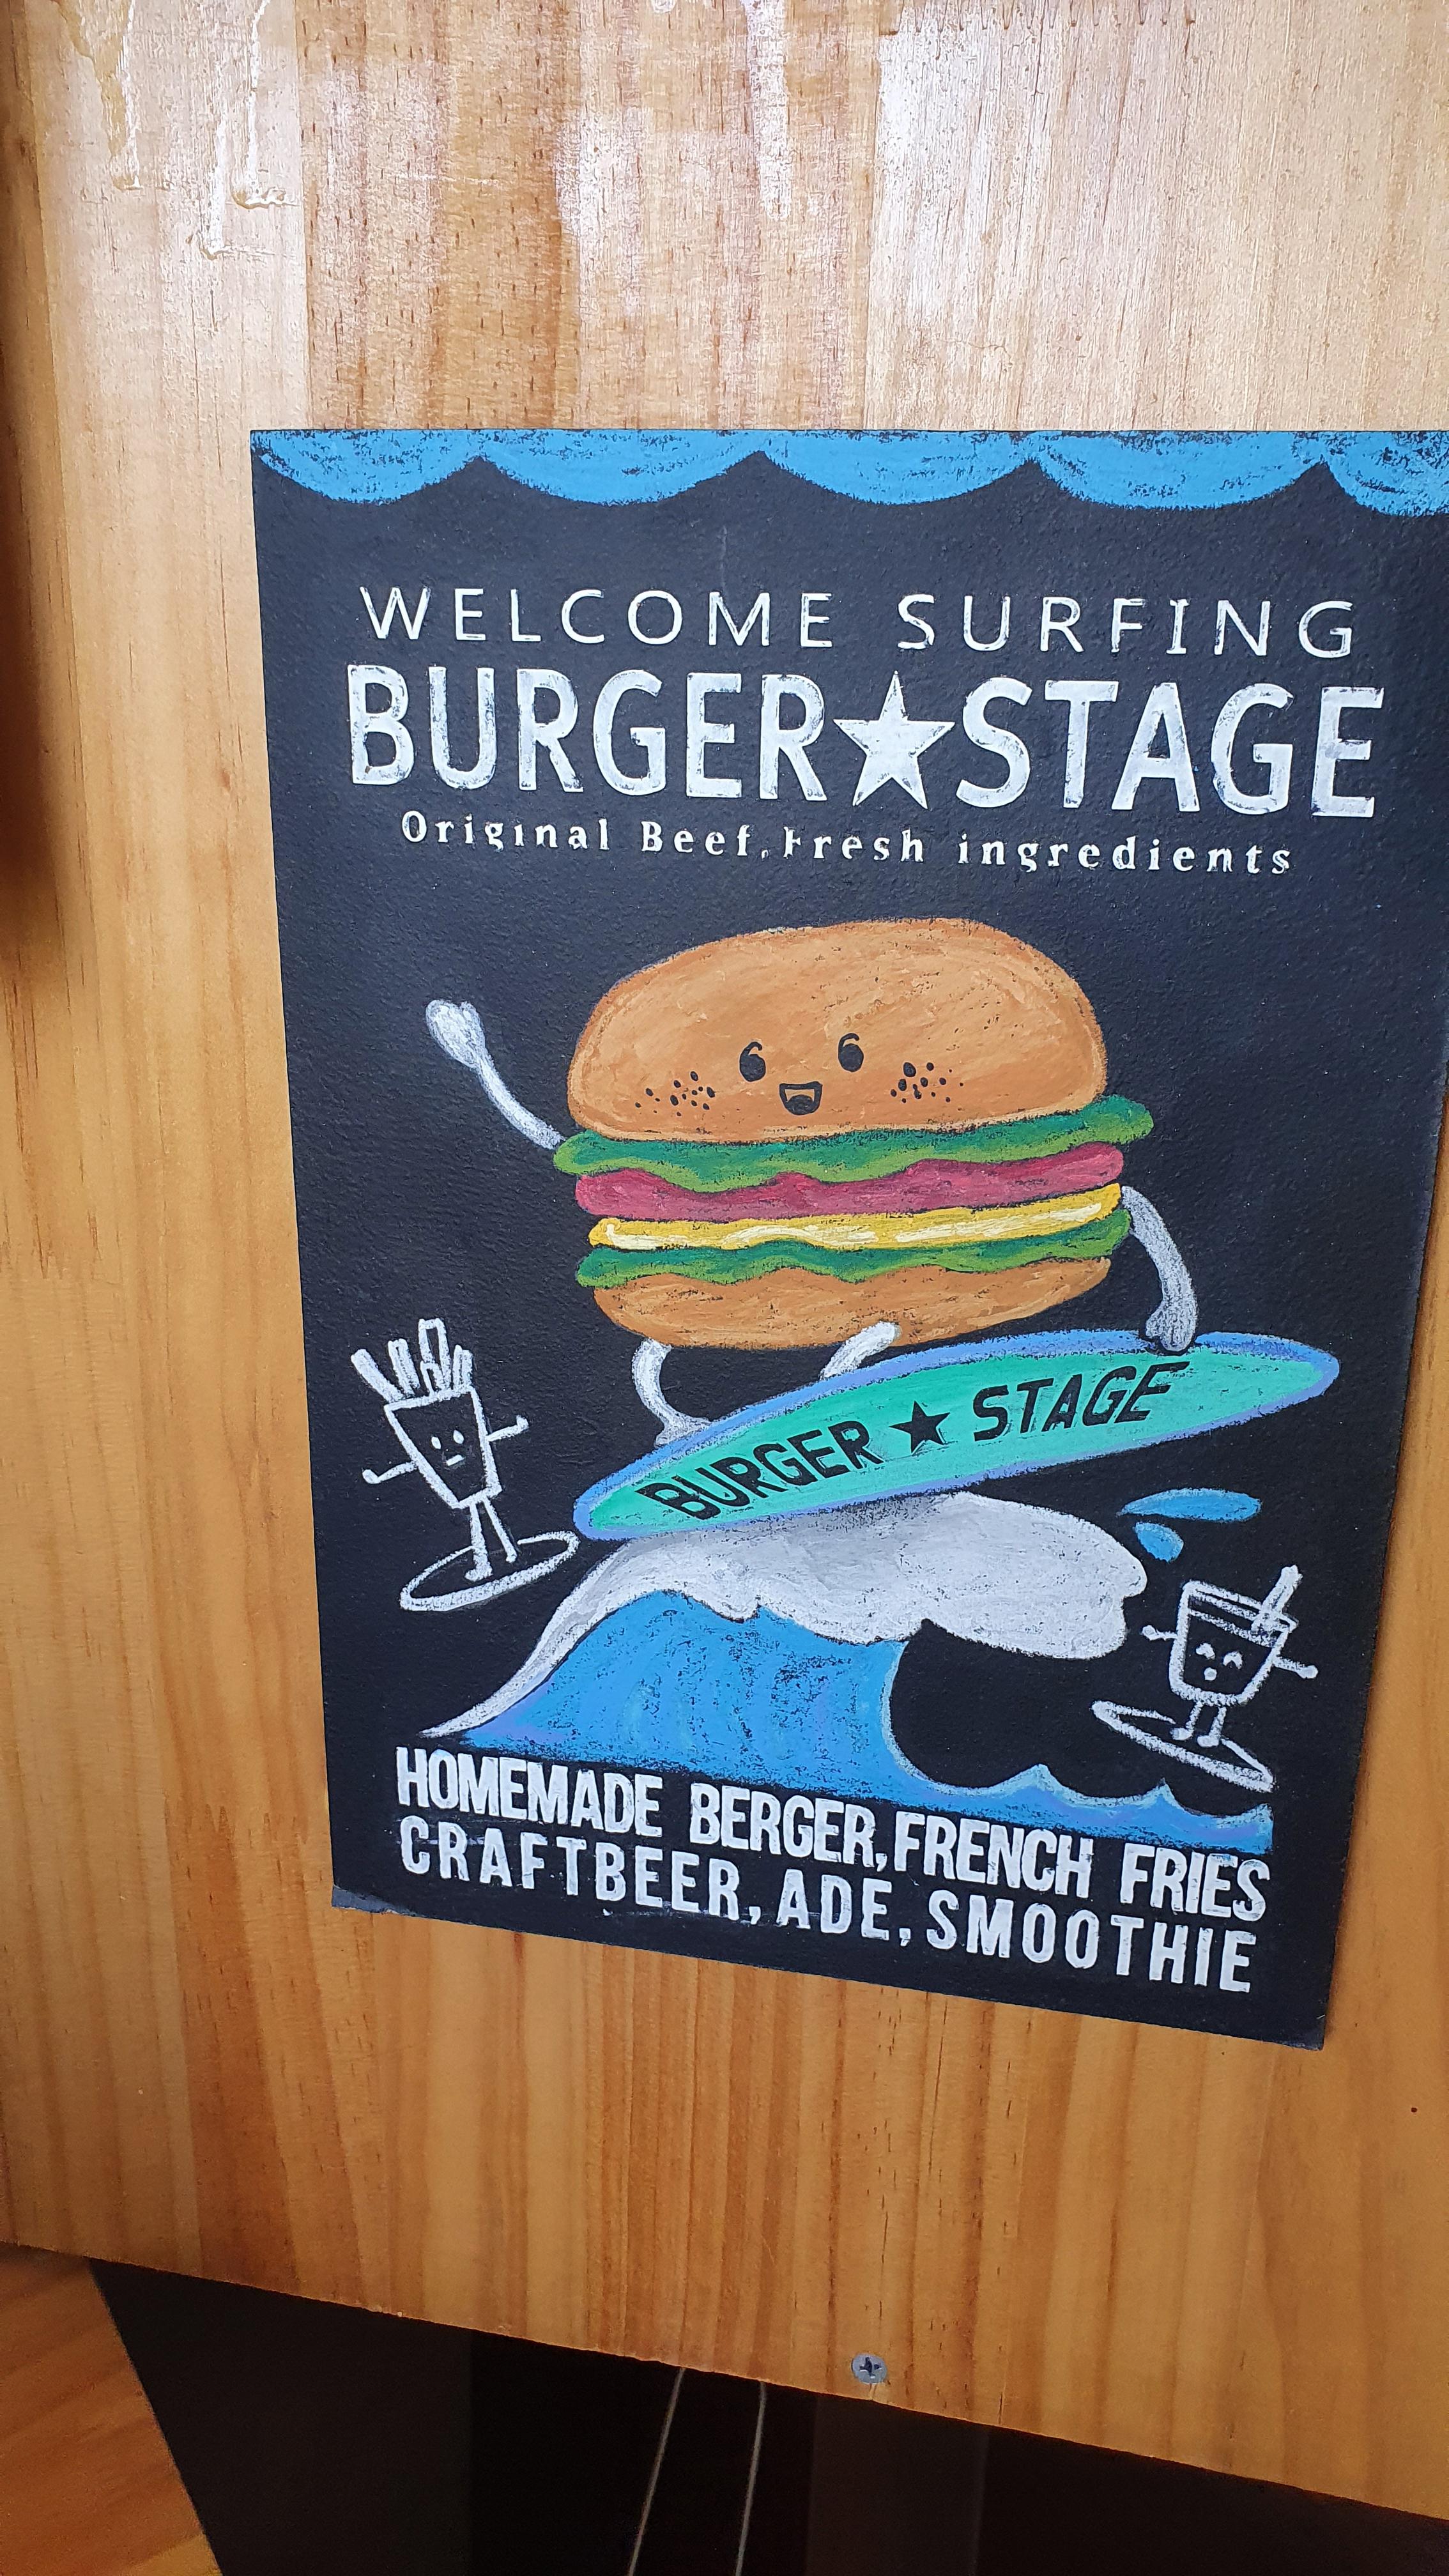 WELCOME SURFING
BURGER★STAGE
Original Beef, Fresh ingredients
BURGER ★ STAGE
HOMEMADE BERGER, FRENCH FRIES
CRAFTBEER, ADE, SMOOTHIE